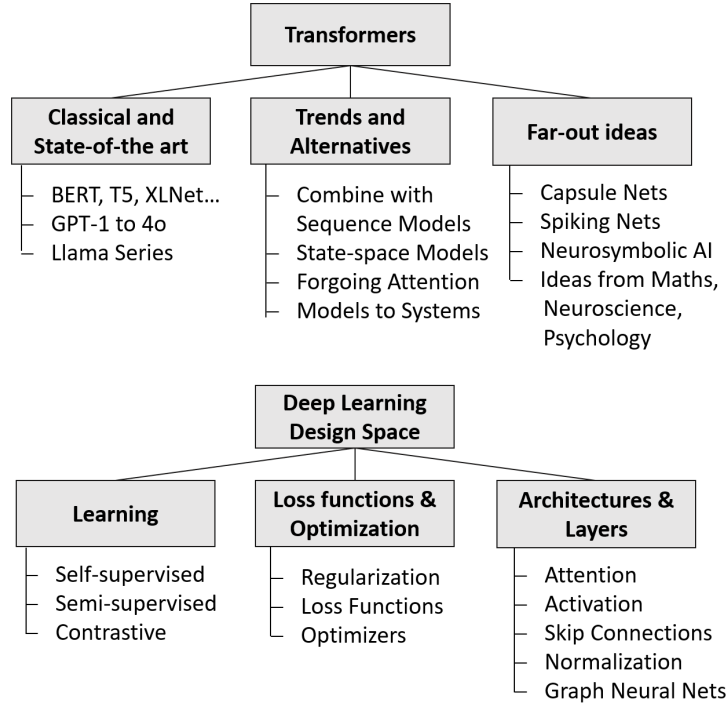 Transformers
Classical and
State-of-the art
BERT, T5, XLNet...
GPT-1 to 4o
Llama Series
Trends and
Alternatives
Combine with
Sequence Models
State-space Models
Forgoing Attention
Models to Systems
Far-out ideas
Capsule Nets
Spiking Nets
Neurosymbolic AI
Ideas from Maths,
Neuroscience,
Psychology
Deep Learning
Design Space
Learning
Self-supervised
Semi-supervised
Contrastive
Loss functions &
Optimization
Regularization
Loss Functions
Optimizers
Architectures &
Layers
Attention
Activation
Skip Connections
Normalization
Graph Neural Nets